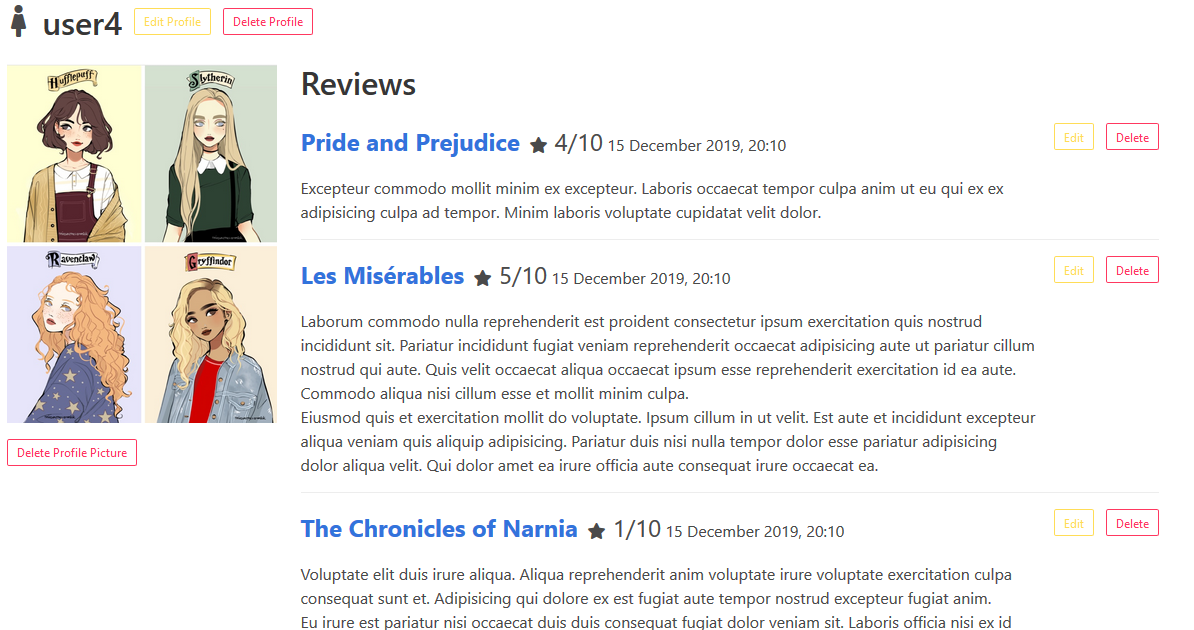 user4 Edit Profile Delete Profile
Hufflepuff Slytherin
Ravenclaw Gryffindor
Delete Profile Picture
Reviews
Pride and Prejudice ★ 4/10 15 December 2019, 20:10 Edit Delete
Excepteur commodo mollit minim ex excepteur. Laboris occaecat tempor culpa anim ut eu qui ex ex
adipisicing culpa ad tempor. Minim laboris voluptate cupidatat velit dolor.
Les Misérables ★ 5/10 15 December 2019, 20:10 Edit Delete
Laborum commodo nulla reprehenderit est proident consectetur ipsum exercitation quis nostrud
incididunt sit. Pariatur incididunt fugiat veniam reprehenderit occaecat adipisicing aute ut pariatur cillum
nostrud qui aute. Quis velit occaecat aliqua occaecat ipsum esse reprehenderit exercitation id ea aute.
Commodo aliqua nisi cillum esse et mollit minim culpa.
Eiusmod quis et exercitation mollit do voluptate. Ipsum cillum in ut velit. Est aute et incididunt excepteur
aliqua veniam quis aliquip adipisicing. Pariatur duis nisi nulla tempor dolor esse pariatur adipisicing
dolor aliqua velit. Qui dolor amet ea irure officia aute consequat irure occaecat ea.
The Chronicles of Narnia ★ 1/10 15 December 2019, 20:10 Edit Delete
Voluptate elit duis irure aliqua. Aliqua reprehenderit anim voluptate irure voluptate exercitation culpa
consequat sunt et. Adipisicing qui dolore ex est fugiat aute tempor nostrud excepteur fugiat anim.
Eu irure est pariatur nisi occaecat duis duis consequat fugiat dolor veniam sit. Laboris officia nisi ex id